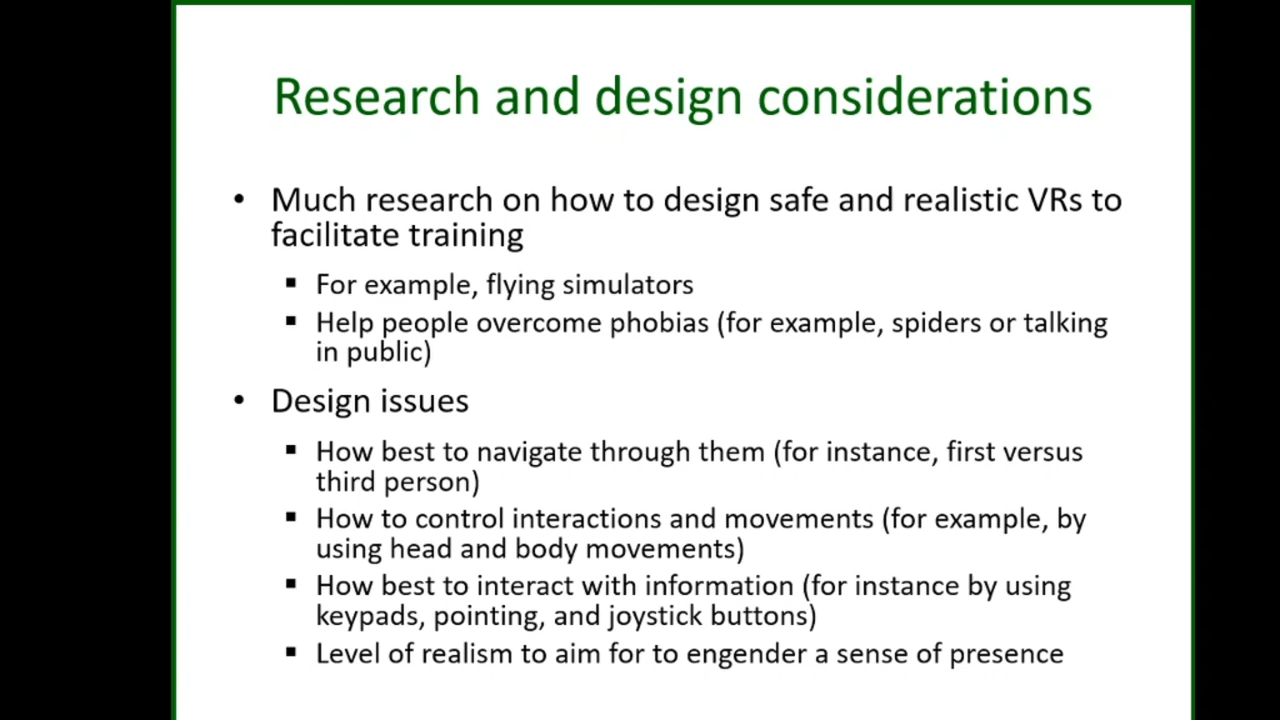 Research and design considerations
• Much research on how to design safe and realistic VRs to
facilitate training
▪ For example, flying simulators
▪ Help people overcome phobias (for example, spiders or talking
in public)
• Design issues
▪ How best to navigate through them (for instance, first versus
third person)
▪ How to control interactions and movements (for example, by
using head and body movements)
▪ How best to interact with information (for instance by using
keypads, pointing, and joystick buttons)
▪ Level of realism to aim for to engender a sense of presence